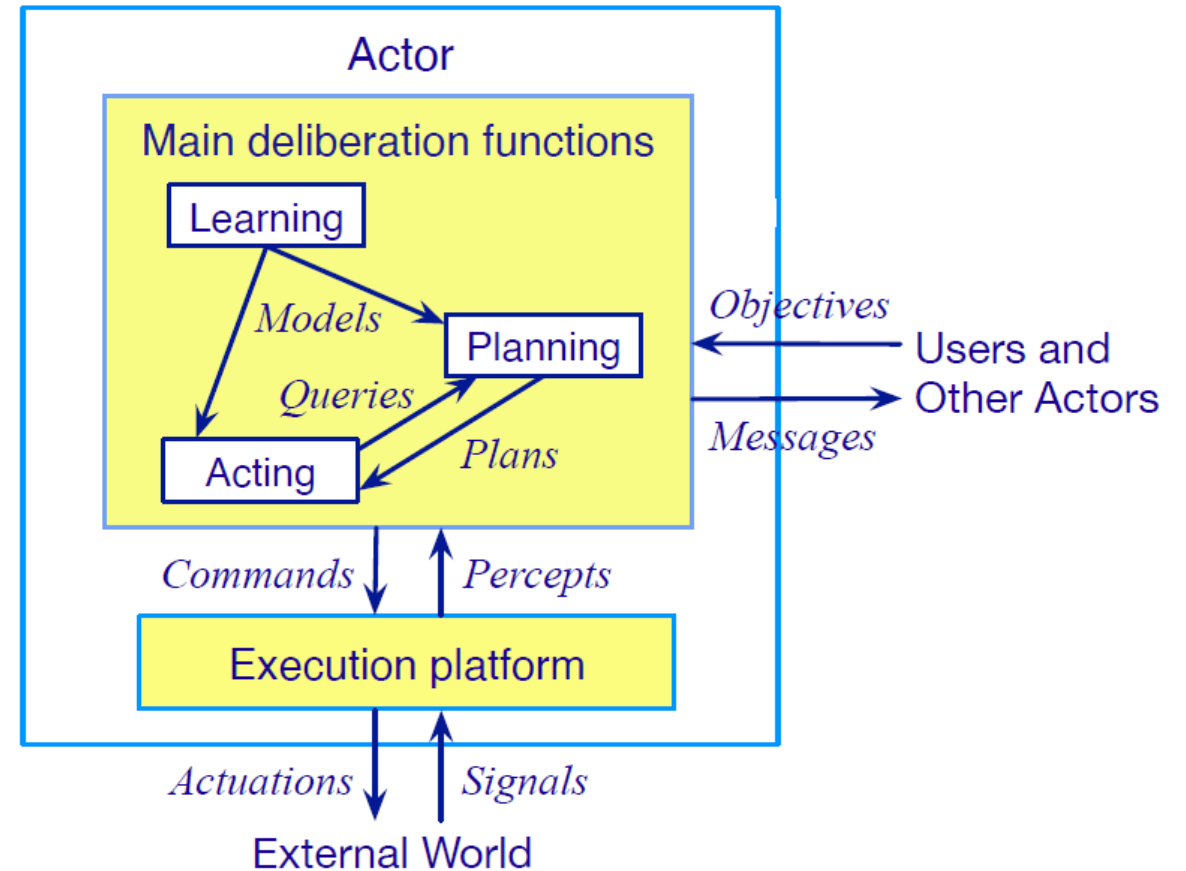 Actor
Main deliberation functions
Learning
Models
Planning
Queries
Plans
Acting
Objectives
Users and
Other Actors
Messages
Commands
Percepts
Execution platform
Actuations
Signals
External World